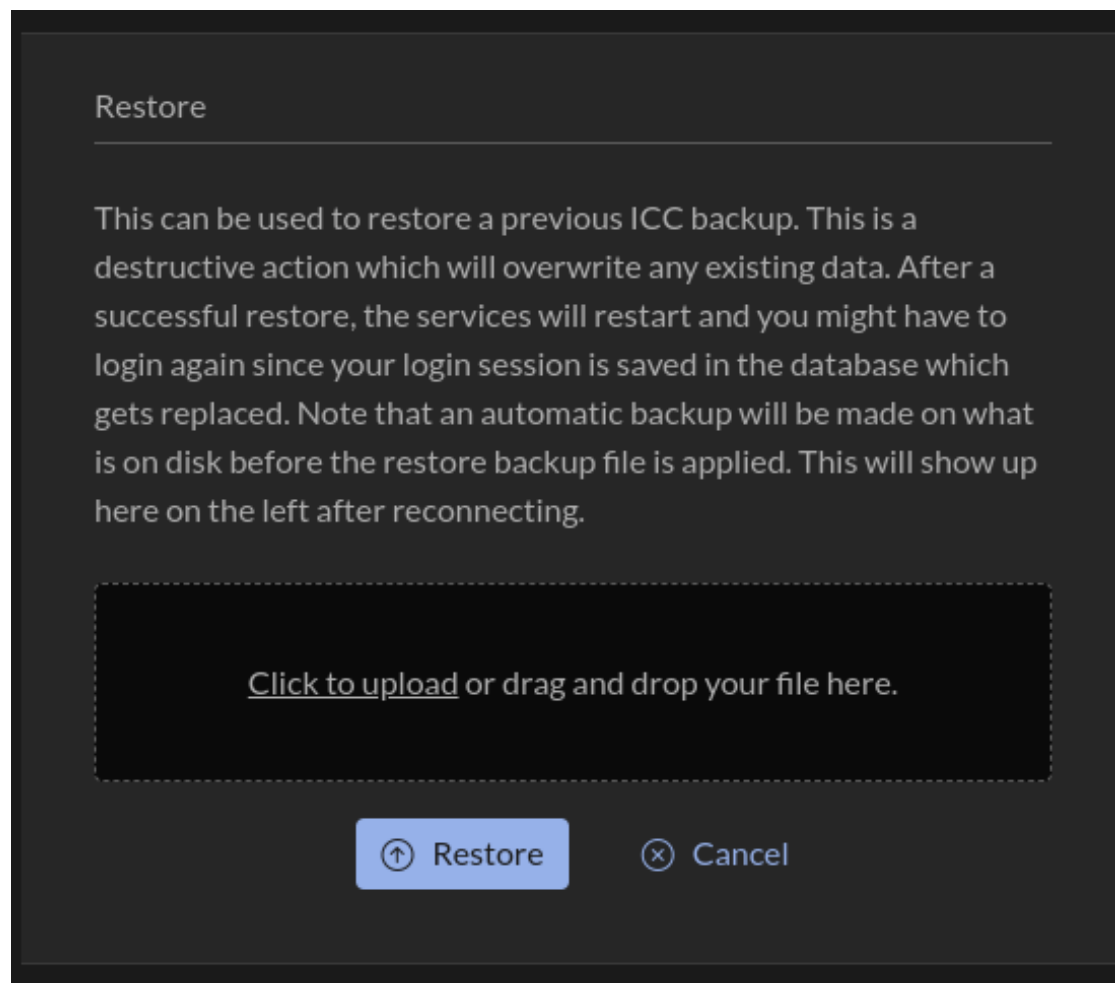 Restore
This can be used to restore a previous ICC backup. This is a
destructive action which will overwrite any existing data. After a
successful restore, the services will restart and you might have to
login again since your login session is saved in the database which
gets replaced. Note that an automatic backup will be made on what
is on disk before the restore backup file is applied. This will show up
here on the left after reconnecting.
Click to upload or drag and drop your file here.
Restore Cancel